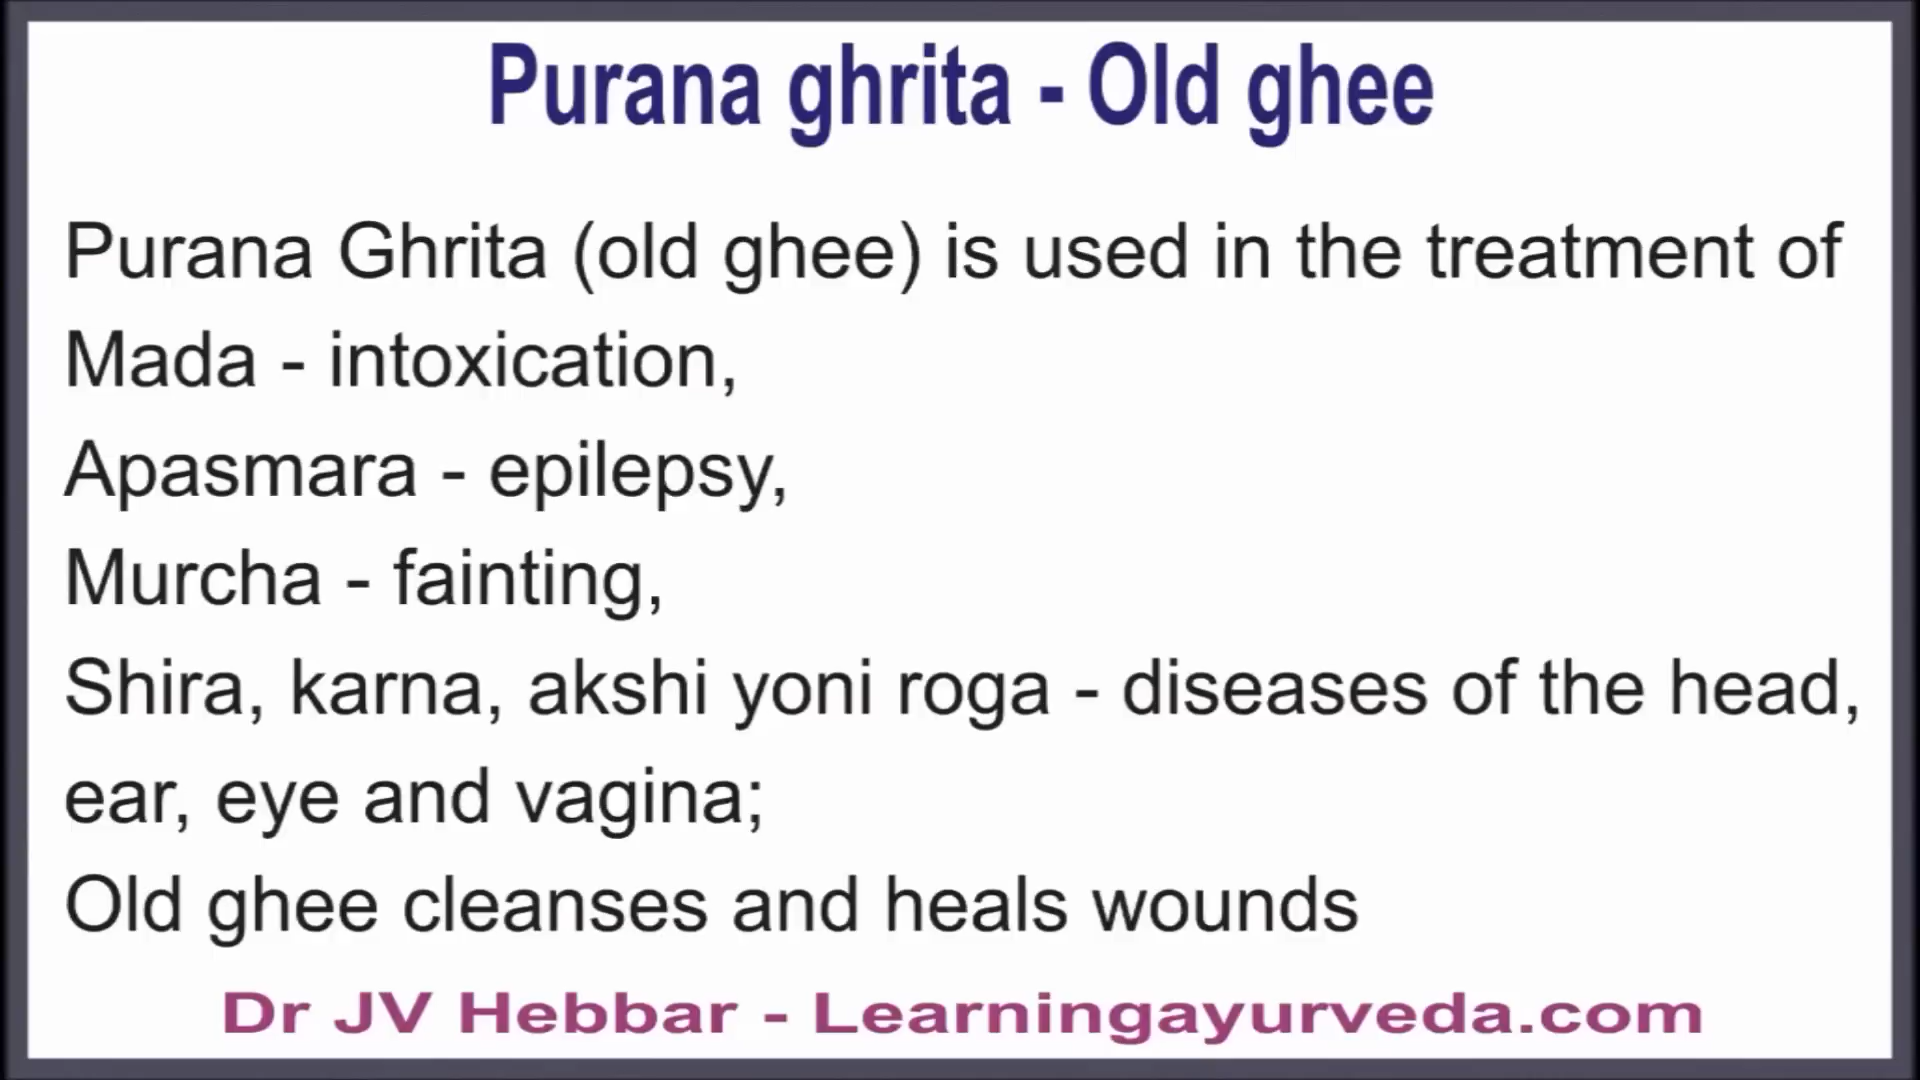 Purana ghrita - Old ghee
Purana Ghrita (old ghee) is used in the treatment of
Mada - intoxication,
Apasmara - epilepsy,
Murcha - fainting,
Shira, karna, akshi yoni roga - diseases of the head,
ear, eye and vagina;
Old ghee cleanses and heals wounds
Dr JV Hebbar - Learningayurveda.com